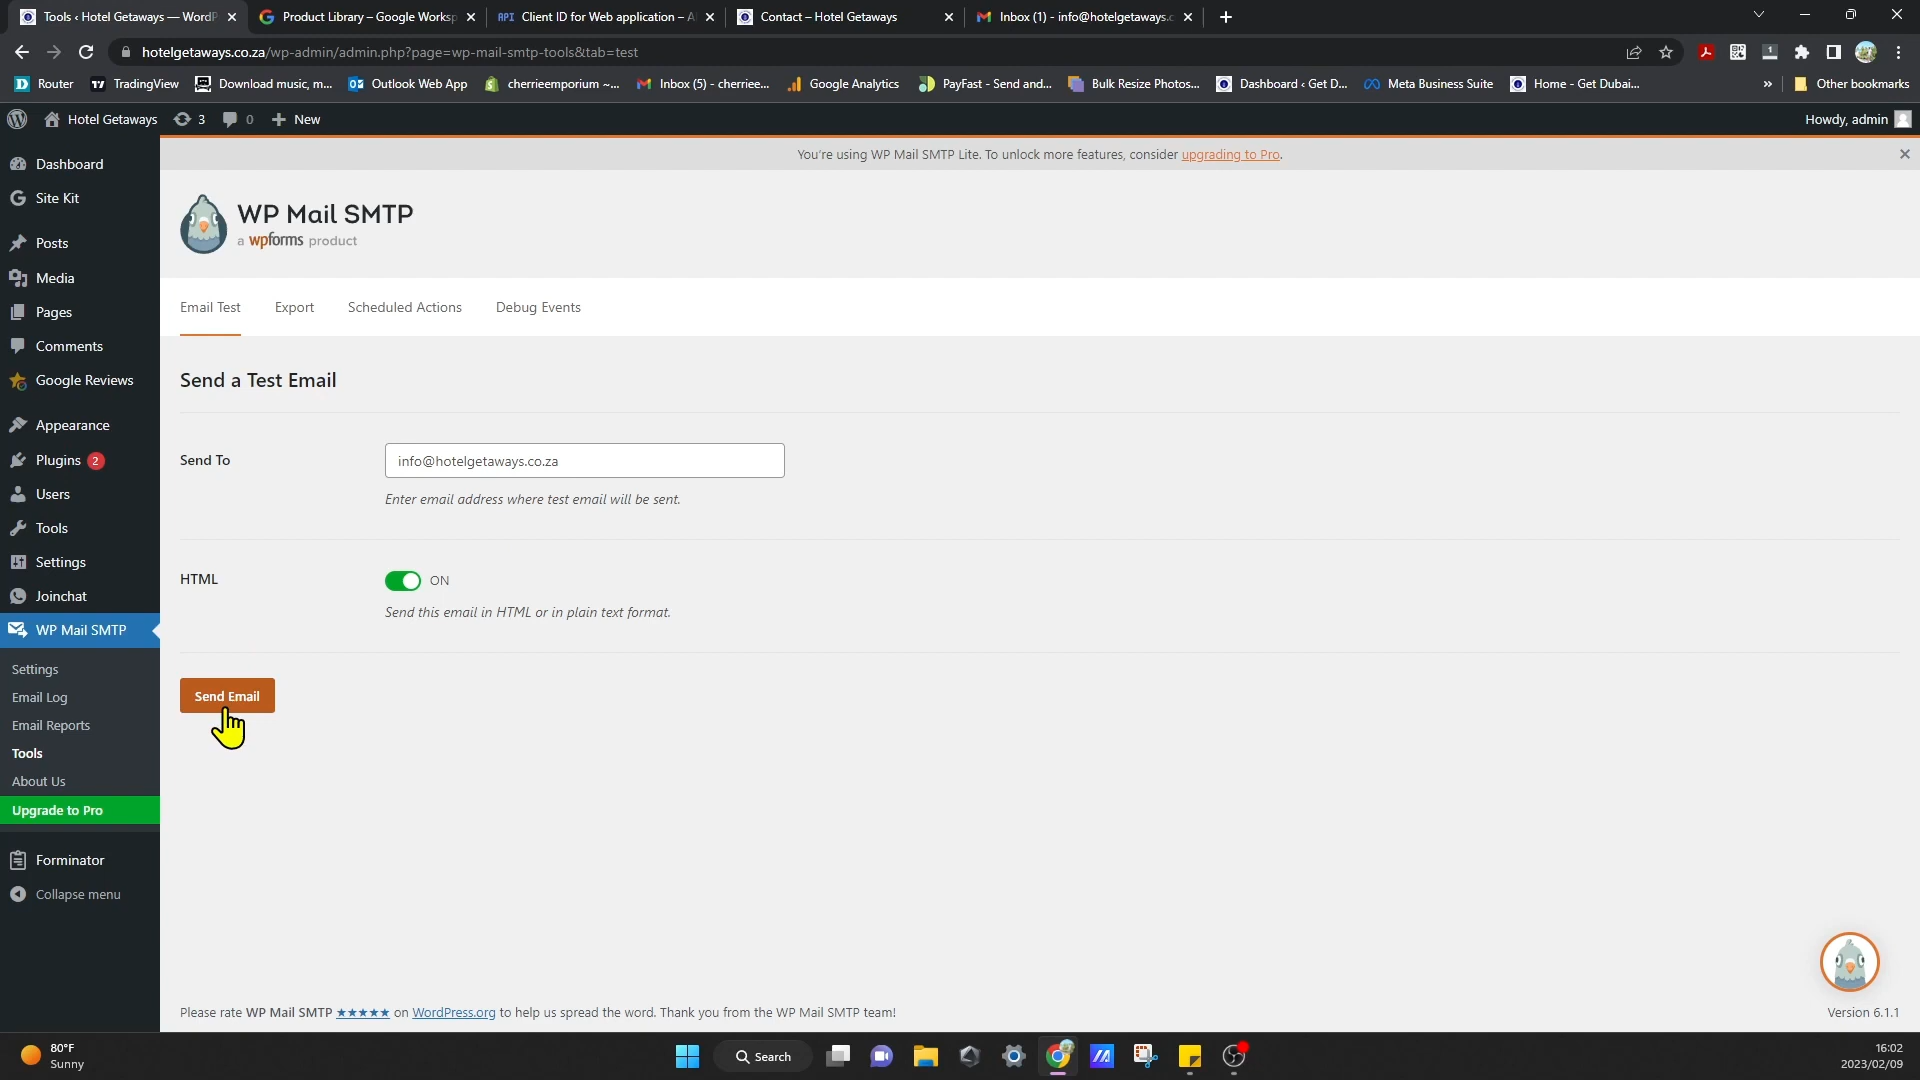 Tools ‹ Hotel Getaways — WordP
Product Library – Google Worksp
API
Client ID for Web application – A
Contact – Hotel Getaways
Inbox (1) - info@hotelgetaways.c
hotelgetaways.co.za/wp-admin/admin.php?page=wp-mail-smtp-tools&tab=test
Router
TradingView
Download music, m...
Outlook Web App
cherrieemporium ~...
Inbox (5) - cherriee...
Google Analytics
PayFast - Send and...
Bulk Resize Photos...
Dashboard ‹ Get D...
Meta Business Suite
Home - Get Dubai...
»
Other bookmarks
Hotel Getaways
3
0
New
Howdy, admin
You're using WP Mail SMTP Lite. To unlock more features, consider upgrading to Pro.
Dashboard
Site Kit
Posts
Media
Pages
Comments
Google Reviews
Appearance
Plugins 2
Users
Tools
Settings
Joinchat
WP Mail SMTP
Settings
Email Log
Email Reports
Tools
About Us
Upgrade to Pro
Forminator
Collapse menu
WP Mail SMTP
a wpforms product
Email Test
Export
Scheduled Actions
Debug Events
Send a Test Email
Send To
info@hotelgetaways.co.za
Enter email address where test email will be sent.
HTML
ON
Send this email in HTML or in plain text format.
Send Email
Please rate WP Mail SMTP ★★★★★ on WordPress.org to help us spread the word. Thank you from the WP Mail SMTP team!
Version 6.1.1
80°F
Sunny
Search
16:02
2023/02/09